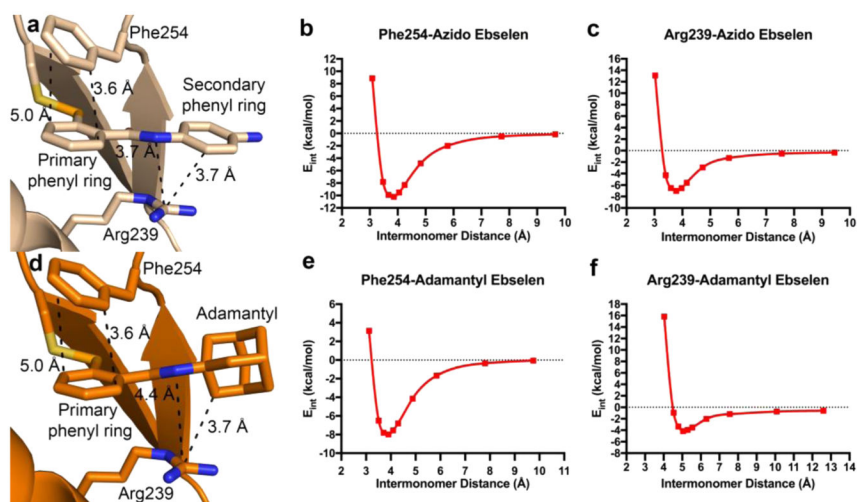 a
Phe254
3.6 Å
5.0 Å
Secondary
phenyl ring
3.7 Å
Primary
phenyl ring
3.7 Å
Arg239
b
Phe254-Azido Ebselen
Eint (kcal/mol)
10
8
6
4
2
0
-2
-4
-6
-8
-10
-12
2 3 4 5 6 7 8 9 10
Intermonomer Distance (Å)
c
Arg239-Azido Ebselen
Eint (kcal/mol)
16
14
12
10
8
6
4
2
0
-2
-4
-6
-8
-10
2 3 4 5 6 7 8 9 10
Intermonomer Distance (Å)
d
Phe254
Adamantyl
3.6 Å
5.0 Å
4.4 Å
Primary
phenyl ring
3.7 Å
Arg239
e
Phe254-Adamantyl Ebselen
Eint (kcal/mol)
6
4
2
0
-2
-4
-6
-8
-10
2 3 4 5 6 7 8 9 10 11
Intermonomer Distance (Å)
f
Arg239-Adamantyl Ebselen
Eint (kcal/mol)
18
16
14
12
10
8
6
4
2
0
-2
-4
-6
-8
2 3 4 5 6 7 8 9 10 11 12 13 14
Intermonomer Distance (Å)